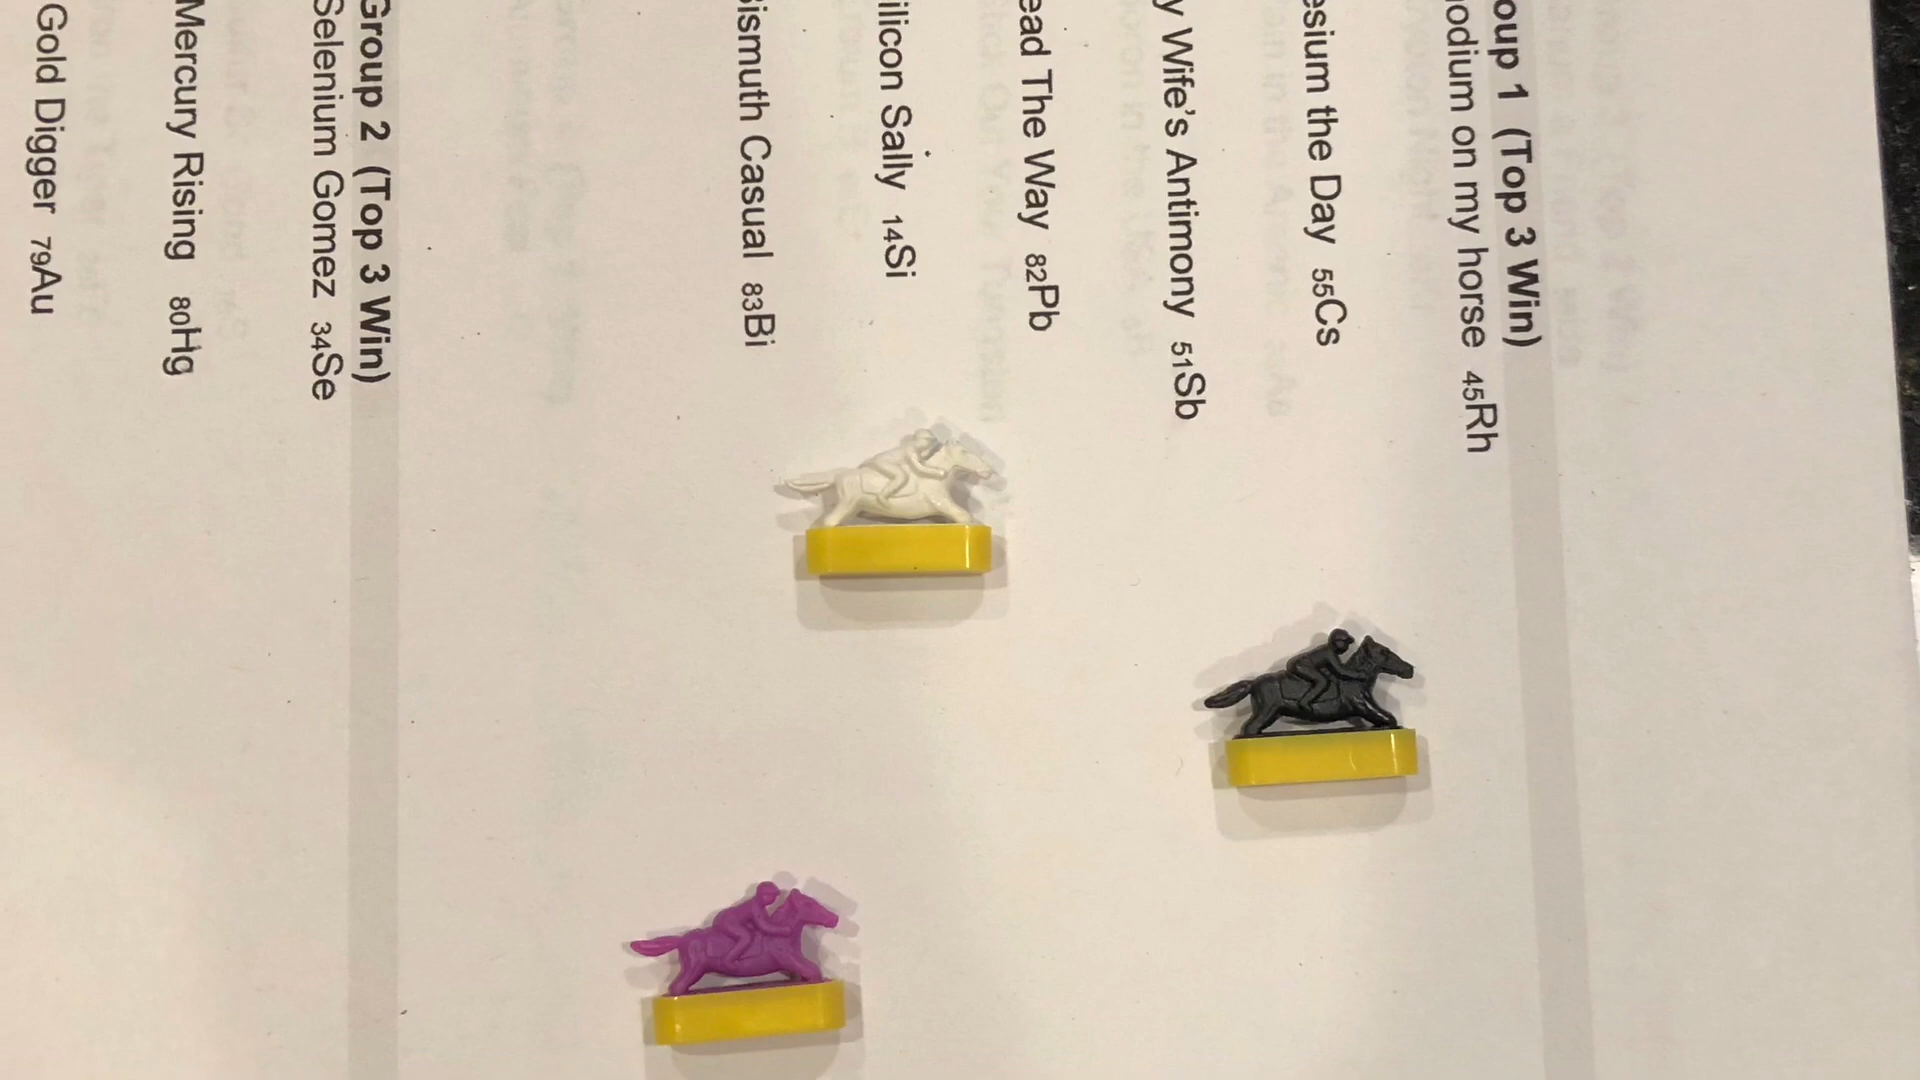 oup 1 (Top 3 Win)
odium on my horse 45Rh
esium the Day 55Cs
y Wife's Antimony 51Sb
ead The Way 82Pb
ilicon Sally 14Si
ismuth Casual 83Bi
Group 2 (Top 3 Win)
Selenium Gomez 34Se
Mercury Rising 80Hg
Gold Digger 79Au